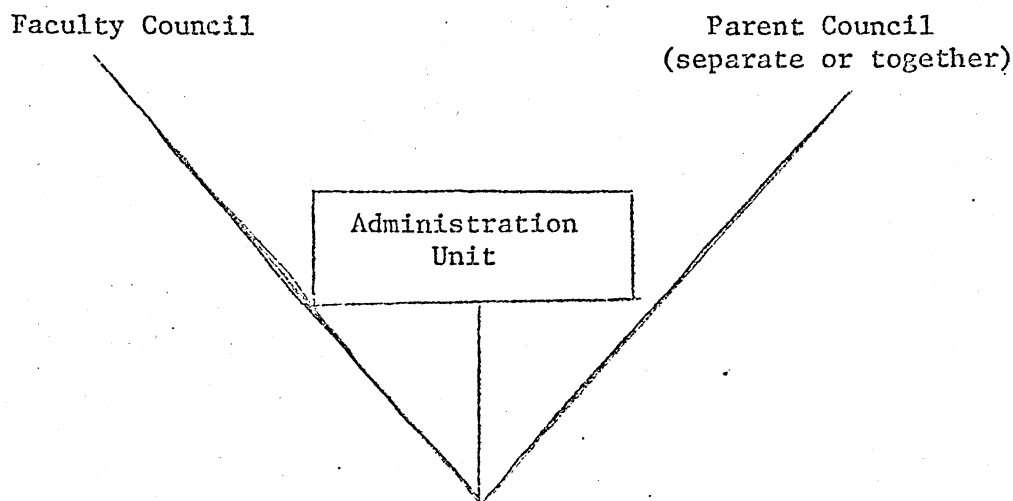 Faculty Council
Parent Council
(separate or together)
Administration
Unit